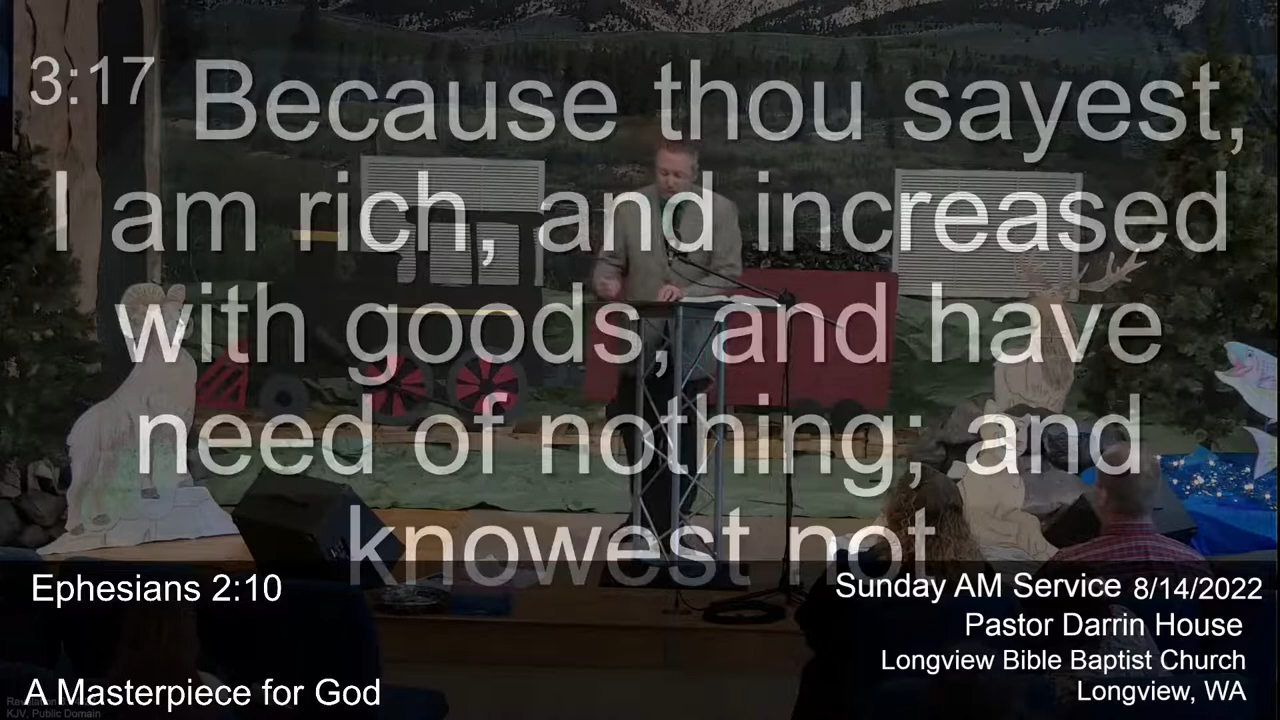 3:17 Because thou sayest,
I am rich, and increased
with goods, and have
need of nothing; and
knowest not
Ephesians 2:10
Sunday AM Service 8/14/2022
Pastor Darrin House
Longview Bible Baptist Church
Longview, WA
A Masterpiece for God
KJV, Public Domain